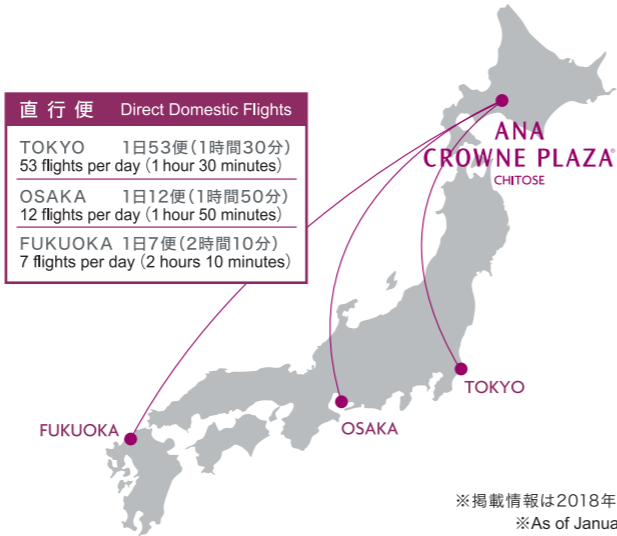 直行便 Direct Domestic Flights
TOKYO 1日53便(1時間30分)
53 flights per day (1 hour 30 minutes)
OSAKA 1日12便(1時間50分)
12 flights per day (1 hour 50 minutes)
FUKUOKA 1日7便(2時間10分)
7 flights per day (2 hours 10 minutes)
ANA
CROWNE PLAZA®
CHITOSE
TOKYO
OSAKA
FUKUOKA
※掲載情報は2018年
※As of